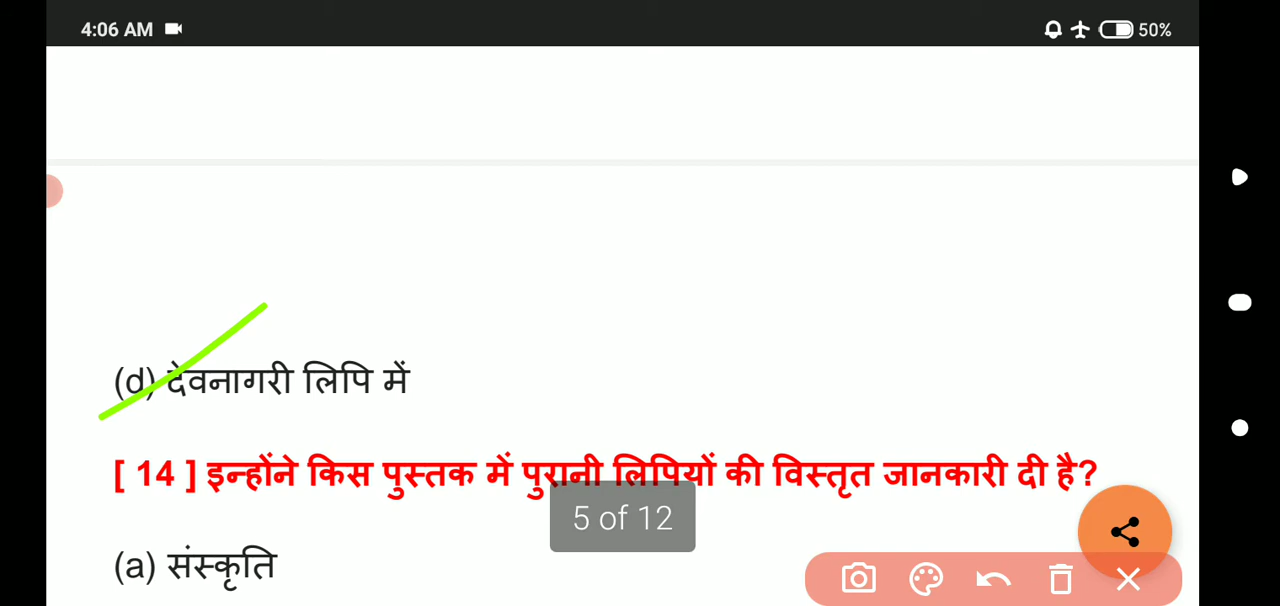 4:06 AM 50%
(d) देवनागरी लिपि में
[ 14 ] इन्होंने किस पुस्तक में पुरानी लिपियों की विस्तृत जानकारी दी है?
5 of 12
(a) संस्कृति